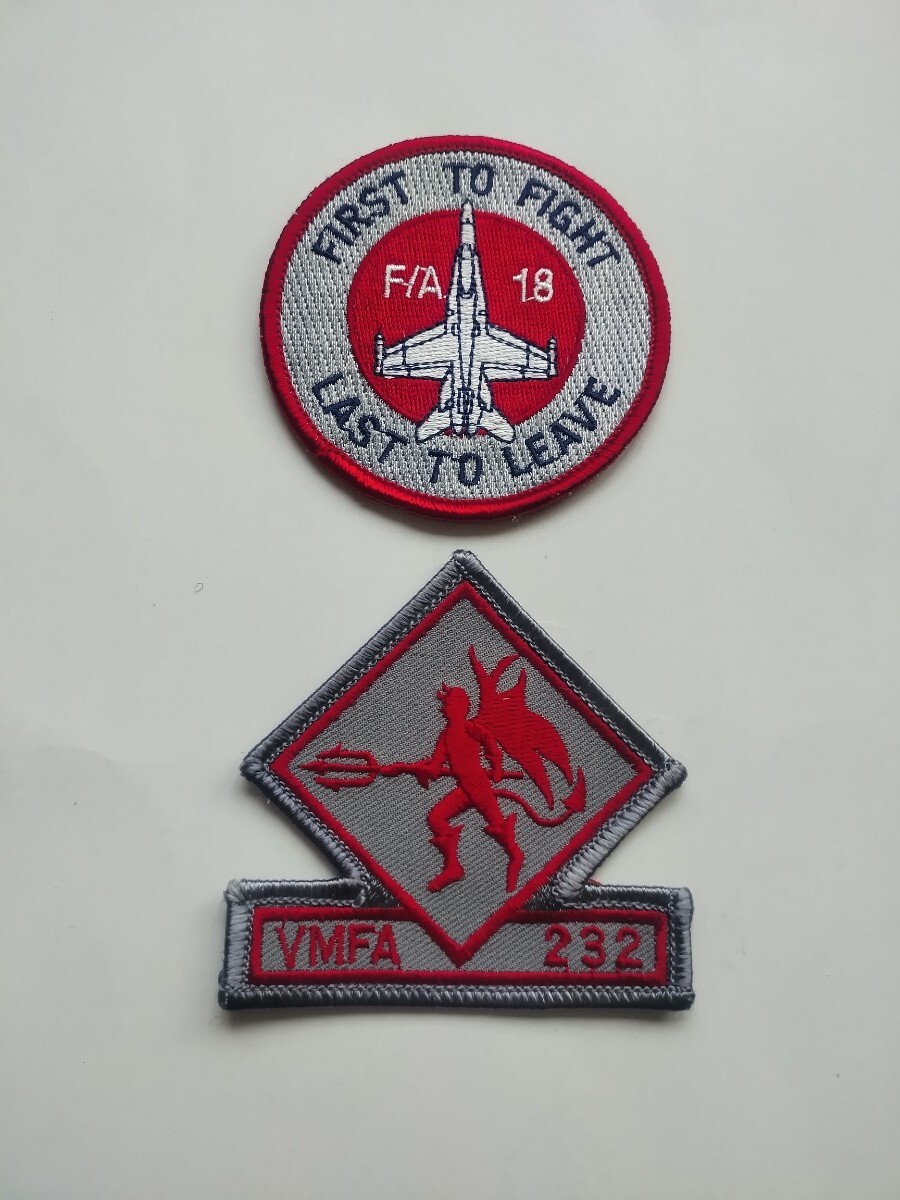 FIRST TO FIGHT
F/A 18
LAST TO LEAVE
VMFA 232